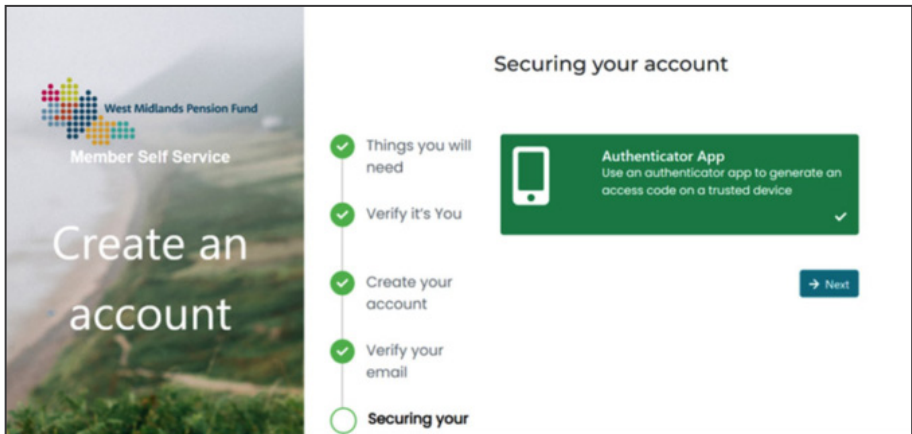 West Midlands Pension Fund
Member Self Service
Create an
account
Securing your account
Things you will
need
Verify it's You
Create your
account
Verify your
email
Securing your
Authenticator App
Use an authenticator app to generate an
access code on a trusted device
→ Next